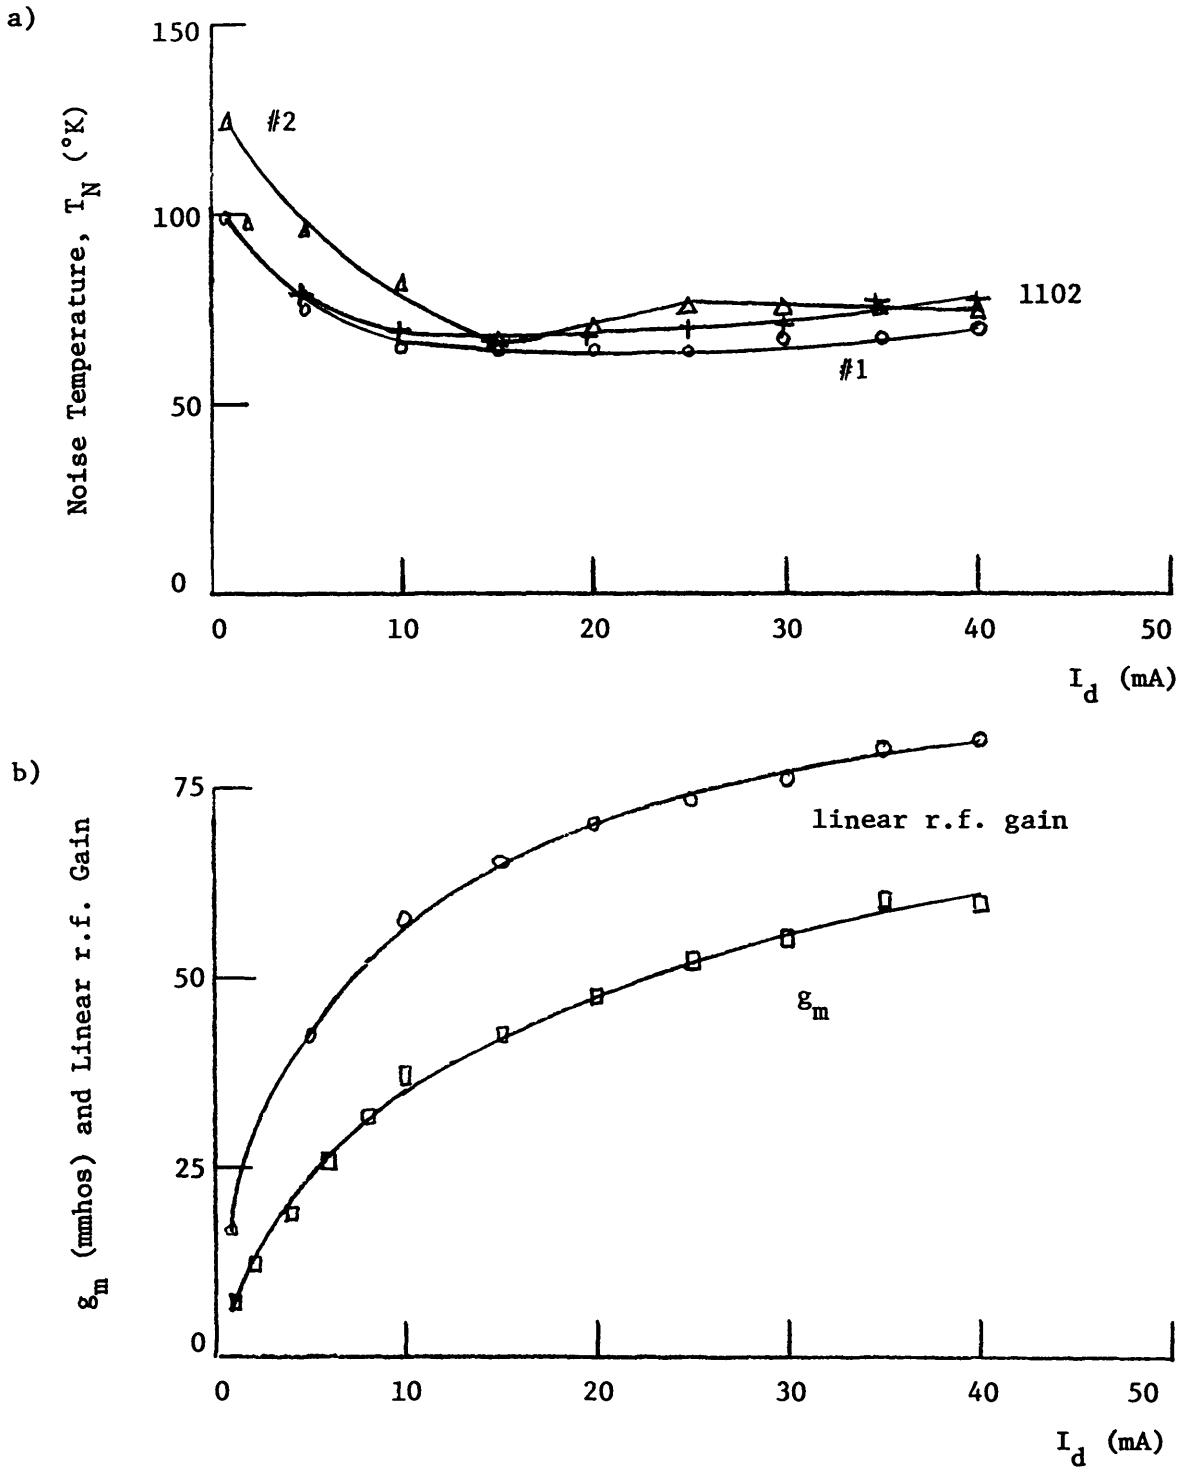 a)
Noise Temperature, T_N (°K)
150
100
50
0
#2
1102
#1
0 10 20 30 40 50
I_d (mA)
b)
g_m (mmhos) and Linear r.f. Gain
75
50
25
0
linear r.f. gain
g_m
0 10 20 30 40 50
I_d (mA)